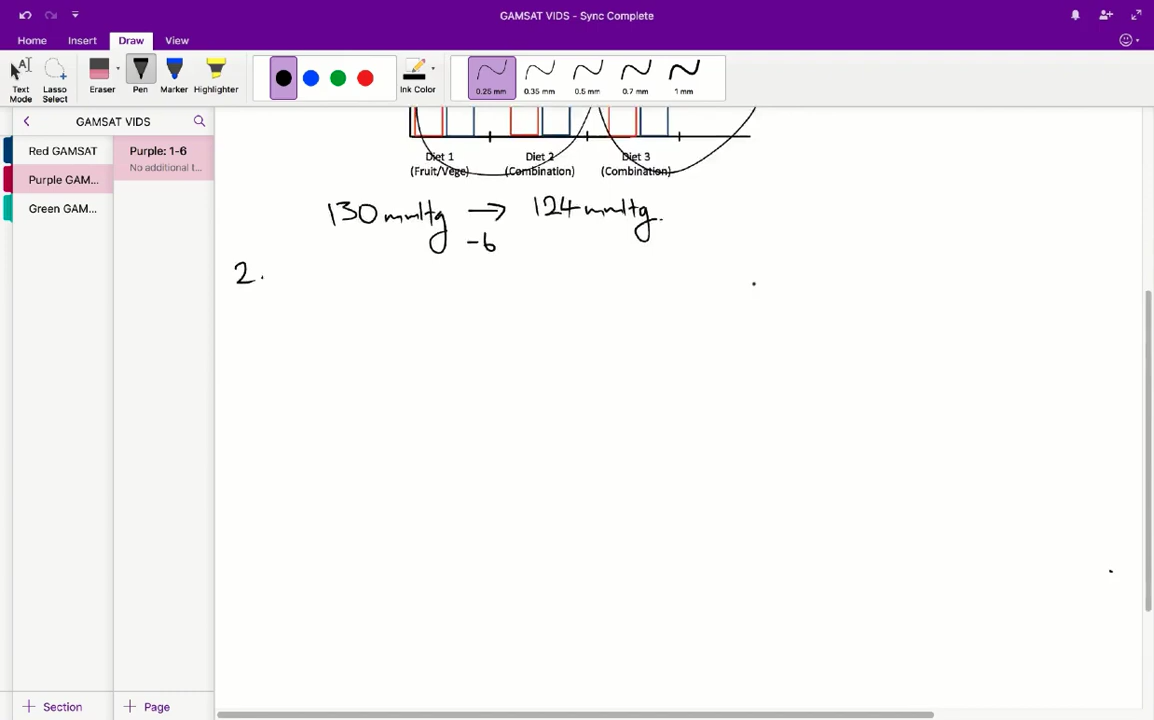 GAMSAT VIDS - Sync Complete
Home Insert Draw View
Text Mode
Lasso Select
Eraser
Pen
Marker
Highlighter
Ink Color
0.25 mm
0.35 mm
0.5 mm
0.7 mm
1 mm
GAMSAT VIDS
Red GAMSAT
Purple GAM...
Green GAM...
Purple: 1-6
No additional t...
Diet 1
(Fruit/Vege)
Diet 2
(Combination)
Diet 3
(Combination)
130 mmHg → 124 mmHg.
-6
2.
+ Section
+ Page